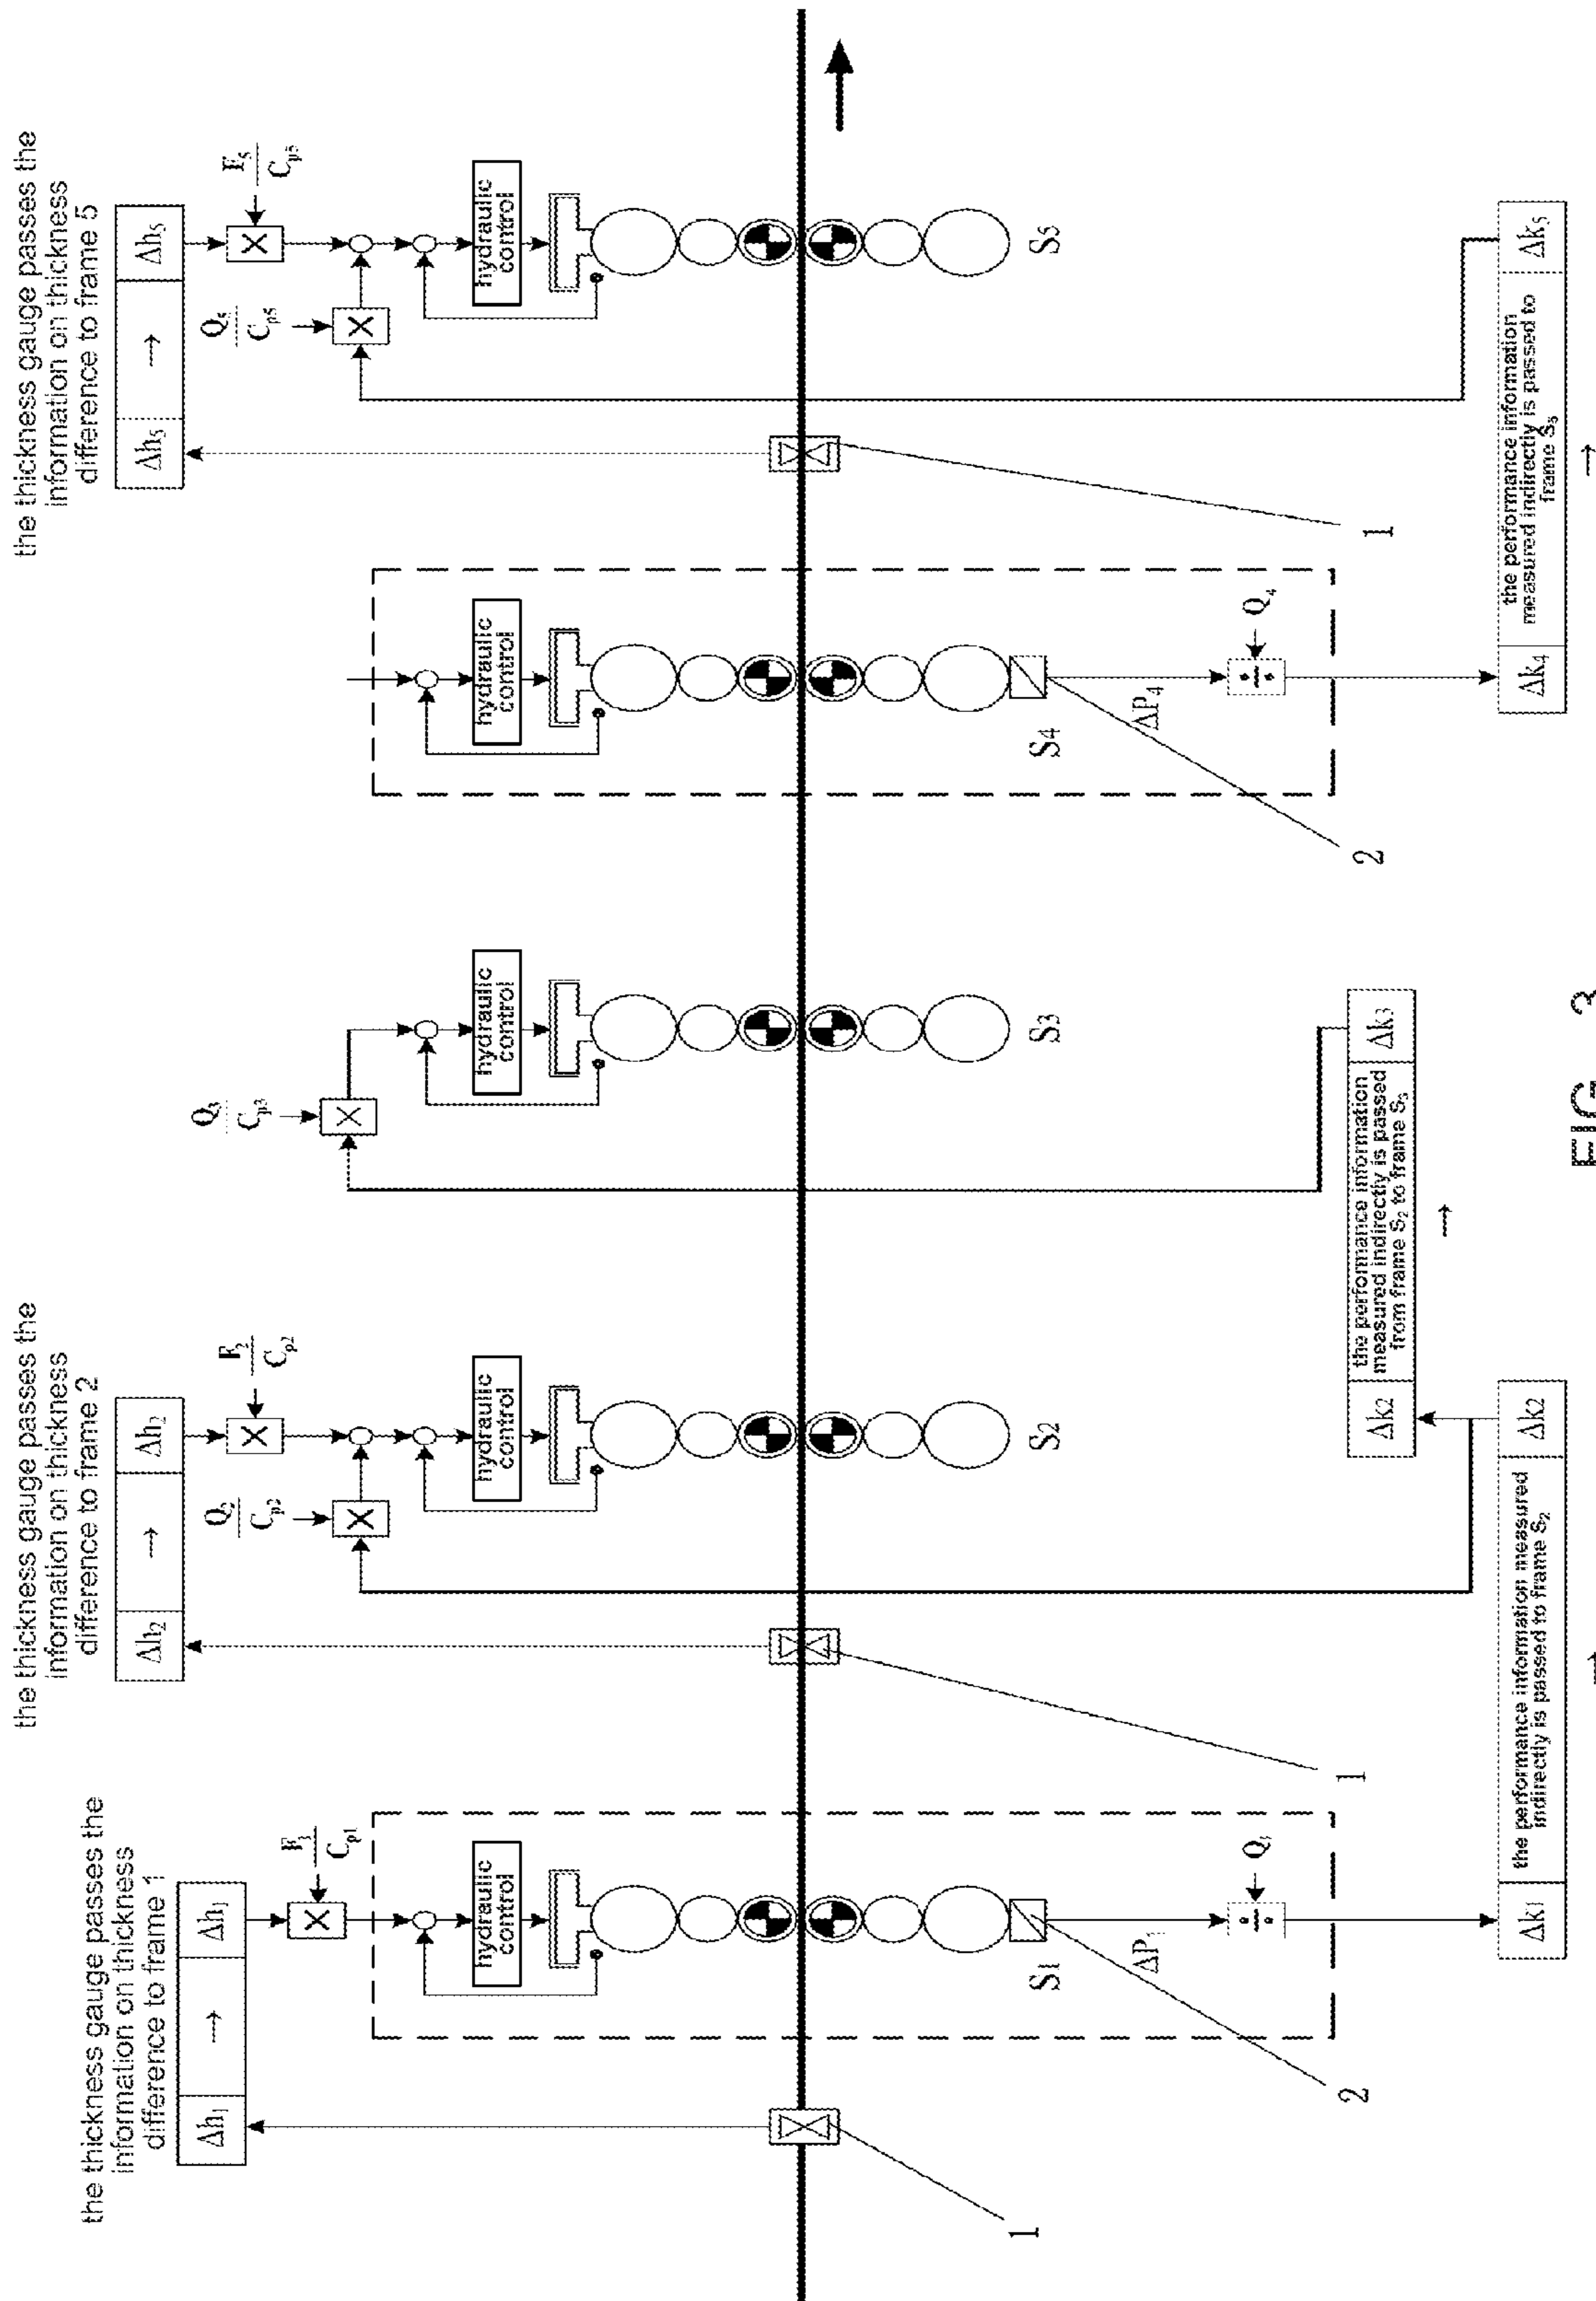 the thickness gauge passes the
information on thickness
difference to frame 1
Δh₁ → Δh₁
F₁
Cp₁
X
hydraulic
control
S₁
ΔP₁
Q₁
÷
1
2
Δk₁
the performance information measured
indirectly is passed to frame S₂
Δk₂
→
the thickness gauge passes the
information on thickness
difference to frame 2
Δh₂ → Δh₂
F₂
Cp₂
X
Q₂
Cp₂
X
hydraulic
control
S₂
1
Δk₂
the performance information
measured indirectly is passed
from frame S₂ to frame S₃
Δk₃
→
Q₃
Cp₃
X
hydraulic
control
S₃
hydraulic
control
S₄
ΔP₄
Q₄
÷
2
Δk₄
the performance information
measured indirectly is passed to
frame S₅
Δk₅
→
the thickness gauge passes the
information on thickness
difference to frame 5
Δh₅ → Δh₅
F₅
Cp₅
X
Q₅
Cp₅
X
hydraulic
control
S₅
1
FIG. 3